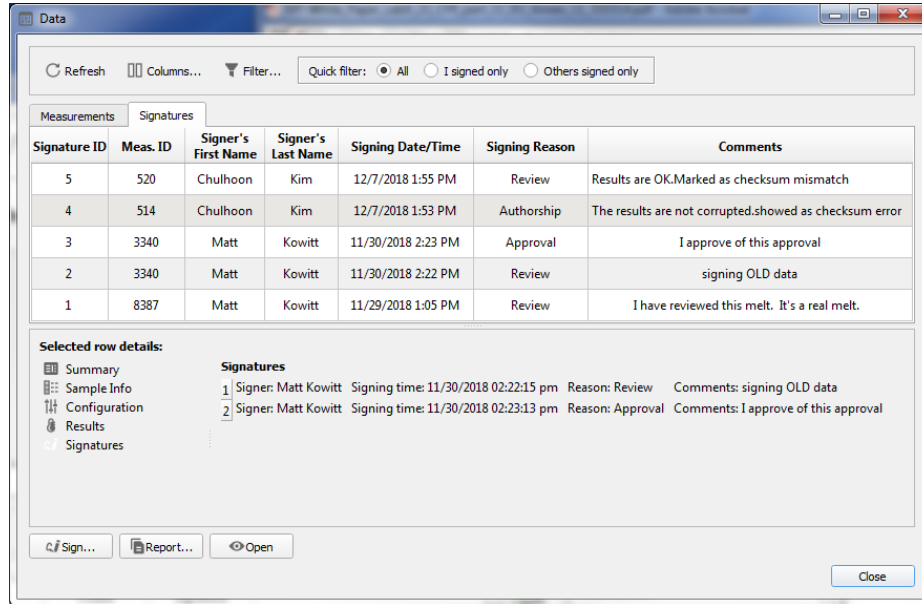 Data
Refresh Columns... Filter... Quick filter: All I signed only Others signed only
Measurements Signatures
Signature ID Meas. ID Signer's First Name Signer's Last Name Signing Date/Time Signing Reason Comments
5 520 Chulhoon Kim 12/7/2018 1:55 PM Review Results are OK.Marked as checksum mismatch
4 514 Chulhoon Kim 12/7/2018 1:53 PM Authorship The results are not corrupted.showed as checksum error
3 3340 Matt Kowitt 11/30/2018 2:23 PM Approval I approve of this approval
2 3340 Matt Kowitt 11/30/2018 2:22 PM Review signing OLD data
1 8387 Matt Kowitt 11/29/2018 1:05 PM Review I have reviewed this melt. It's a real melt.
Selected row details:
Summary
Sample Info
Configuration
Results
Signatures
Signatures
1 Signer: Matt Kowitt Signing time: 11/30/2018 02:22:15 pm Reason: Review Comments: signing OLD data
2 Signer: Matt Kowitt Signing time: 11/30/2018 02:23:13 pm Reason: Approval Comments: I approve of this approval
Sign... Report... Open
Close